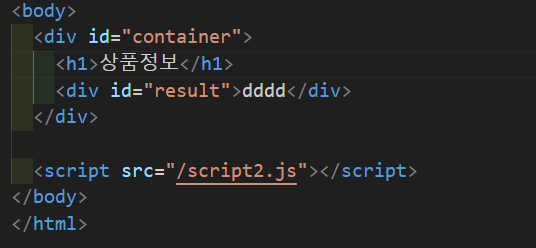 <body>
<div id="container">
<h1>상품정보</h1>
<div id="result">dddd</div>
</div>
<script src="/script2.js"></script>
</body>
</html>